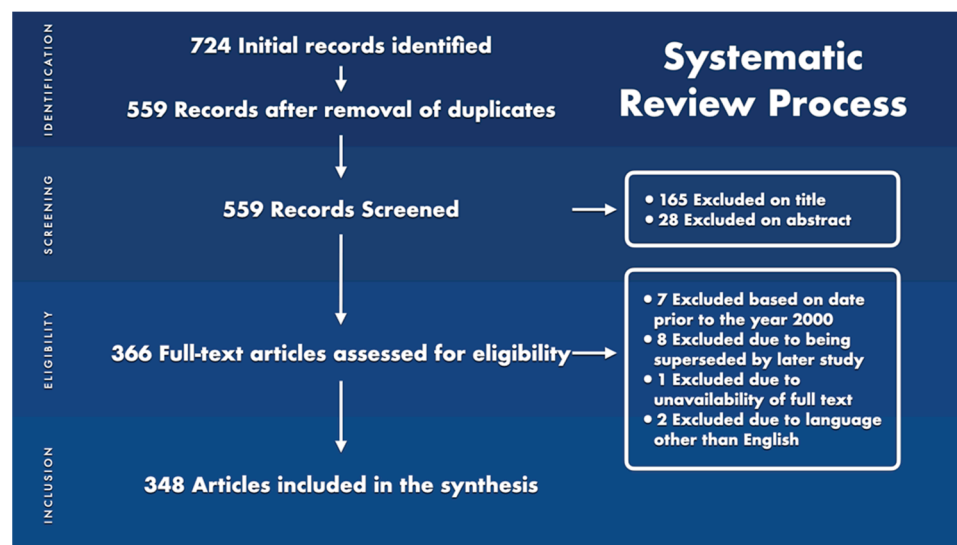 IDENTIFICATION
724 Initial records identified
559 Records after removal of duplicates
Systematic
Review Process
SCREENING
559 Records Screened
• 165 Excluded on title
• 28 Excluded on abstract
ELIGIBILITY
366 Full-text articles assessed for eligibility
• 7 Excluded based on date
prior to the year 2000
• 8 Excluded due to being
superseded by later study
• 1 Excluded due to
unavailability of full text
• 2 Excluded due to language
other than English
INCLUSION
348 Articles included in the synthesis